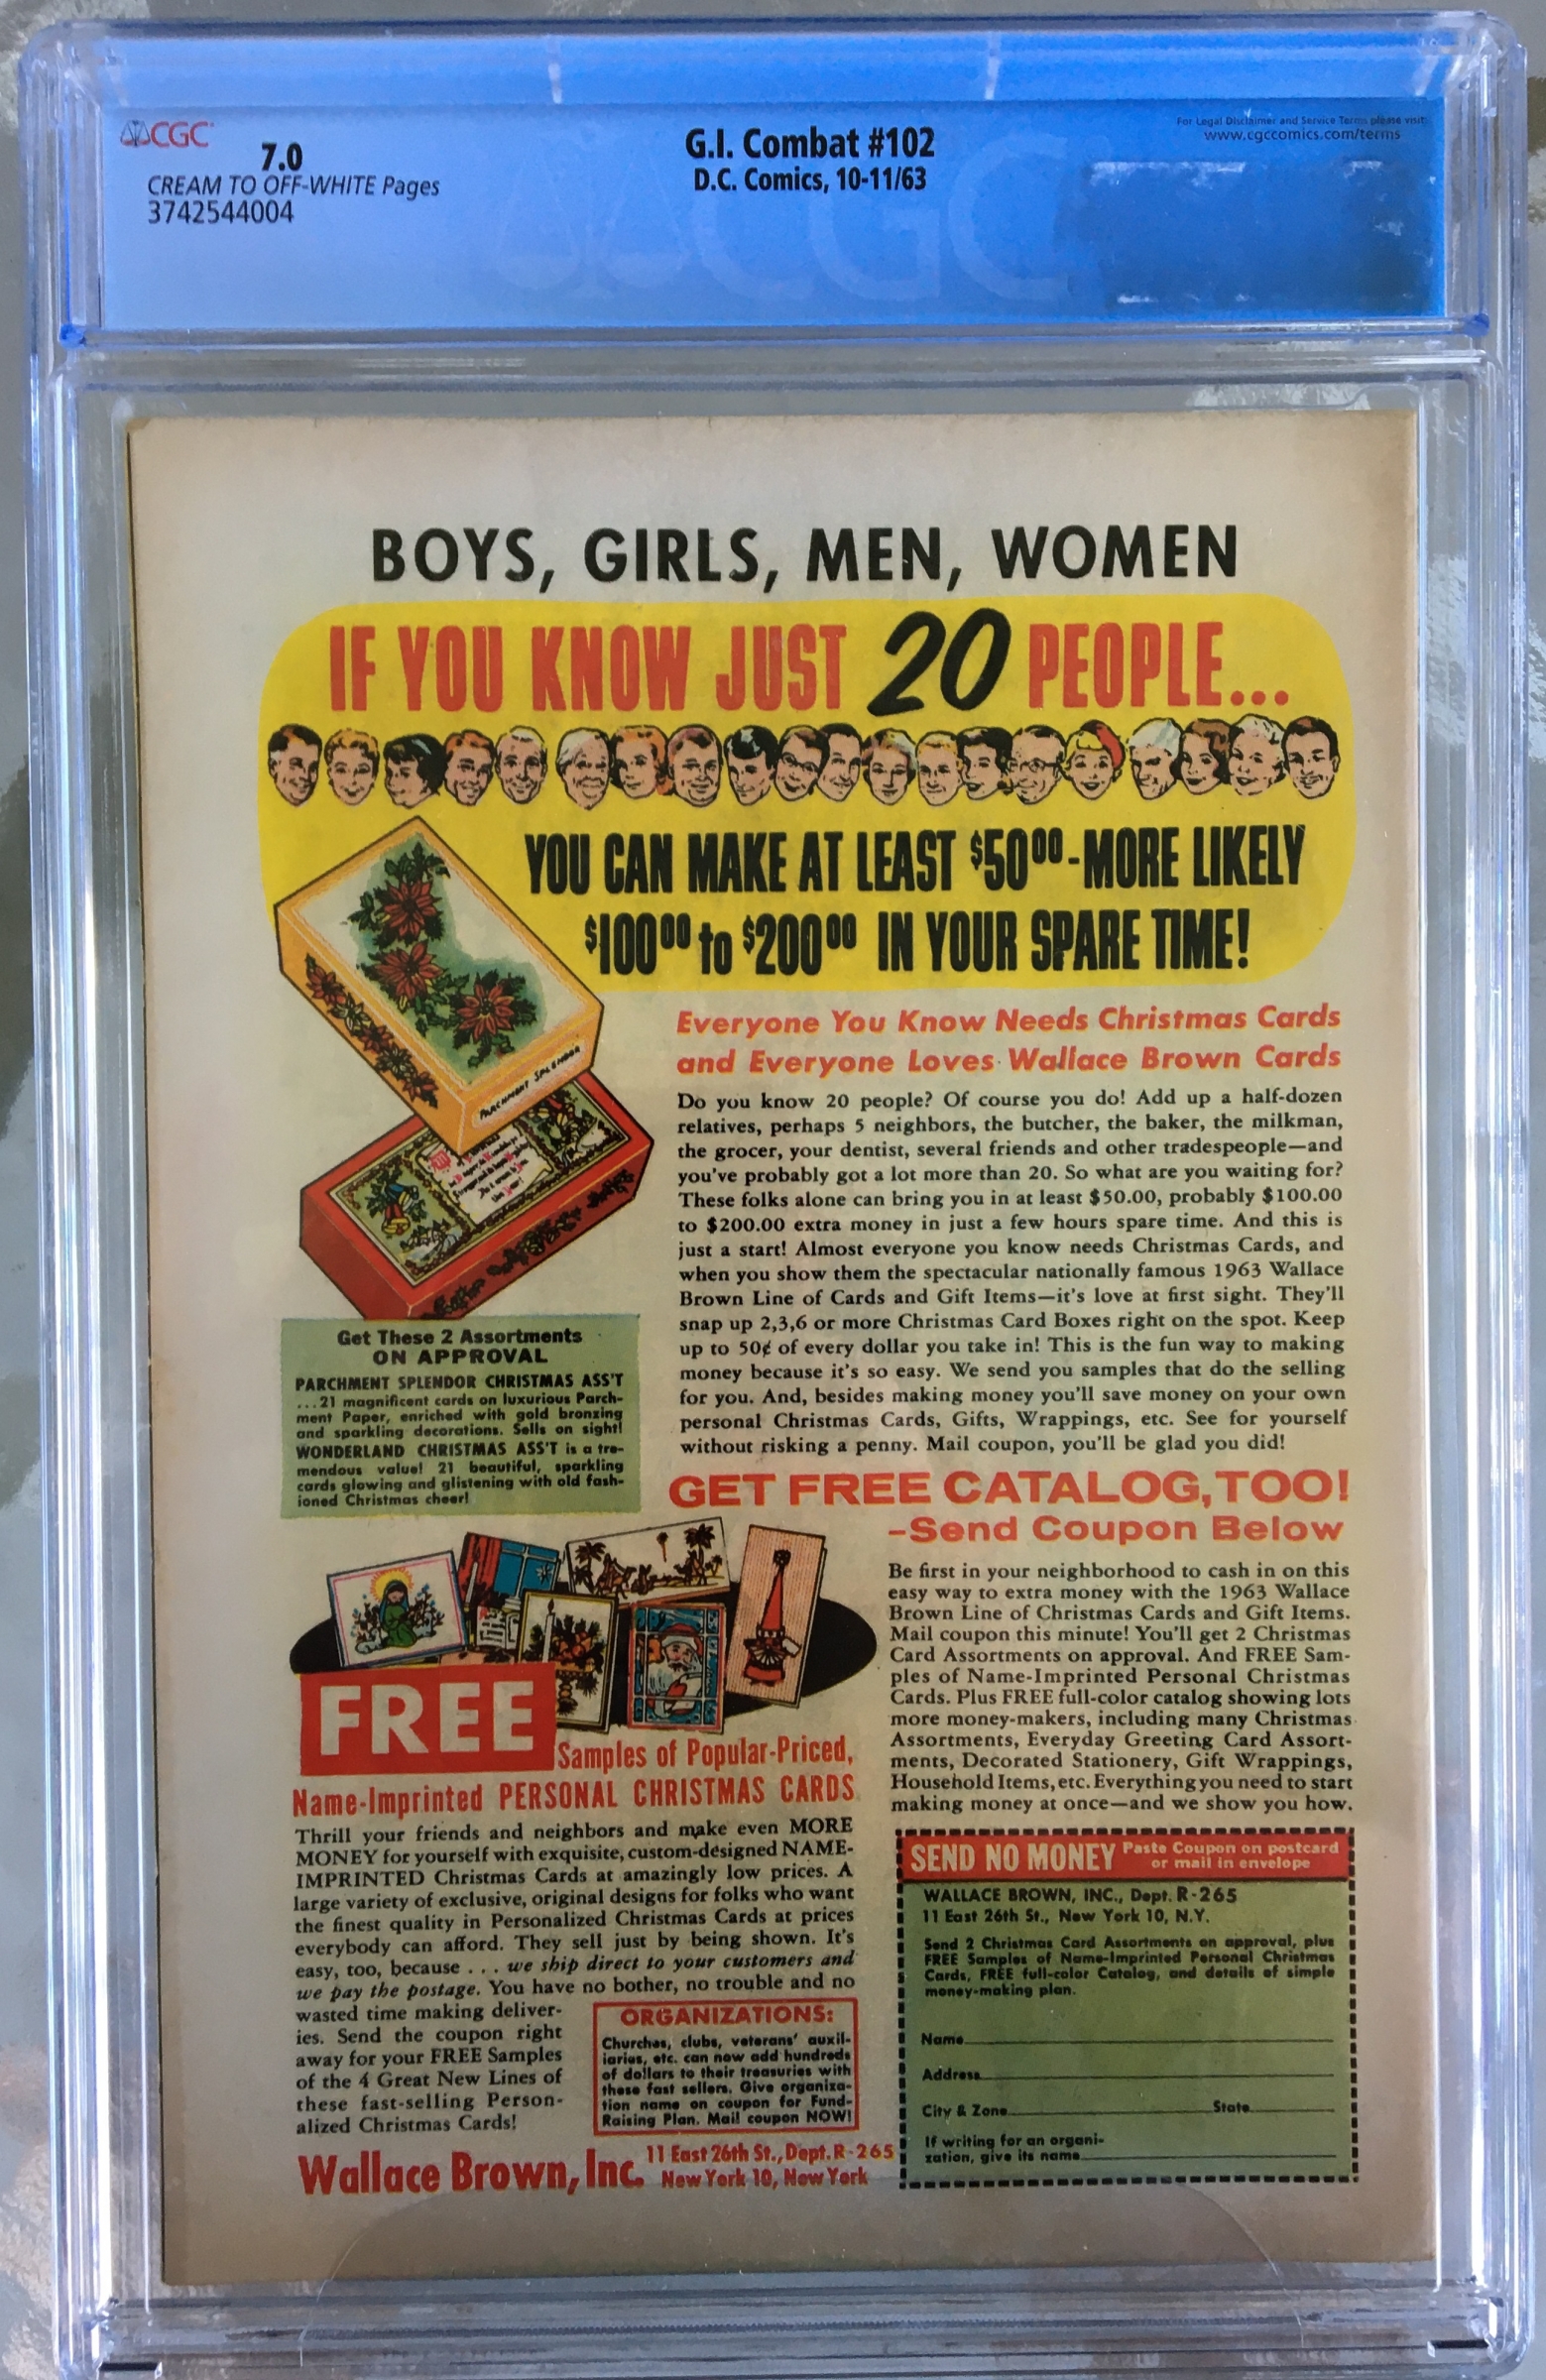 CGC
7.0
CREAM TO OFF-WHITE Pages
3742544004
G.I. Combat #102
D.C. Comics, 10-11/63
For Legal Disclaimer and Service Terms please visit:
www.cgccomics.com/terms
CGC
BOYS, GIRLS, MEN, WOMEN
IF YOU KNOW JUST 20 PEOPLE...
YOU CAN MAKE AT LEAST $5000-MORE LIKELY
$10000 to $20000 IN YOUR SPARE TIME!
PARCHMENT SPLENDOR
Everyone You Know Needs Christmas Cards
and Everyone Loves Wallace Brown Cards
Do you know 20 people? Of course you do! Add up a half-dozen
relatives, perhaps 5 neighbors, the butcher, the baker, the milkman,
the grocer, your dentist, several friends and other tradespeople—and
you've probably got a lot more than 20. So what are you waiting for?
These folks alone can bring you in at least $50.00, probably $100.00
to $200.00 extra money in just a few hours spare time. And this is
just a start! Almost everyone you know needs Christmas Cards, and
when you show them the spectacular nationally famous 1963 Wallace
Brown Line of Cards and Gift Items—it's love at first sight. They'll
snap up 2,3,6 or more Christmas Card Boxes right on the spot. Keep
up to 50¢ of every dollar you take in! This is the fun way to making
money because it's so easy. We send you samples that do the selling
for you. And, besides making money you'll save money on your own
personal Christmas Cards, Gifts, Wrappings, etc. See for yourself
without risking a penny. Mail coupon, you'll be glad you did!
Get These 2 Assortments
ON APPROVAL
PARCHMENT SPLENDOR CHRISTMAS ASS'T
...21 magnificent cards on luxurious Parch-
ment Paper, enriched with gold bronzing
and sparkling decorations. Sells on sight!
WONDERLAND CHRISTMAS ASS'T is a tre-
mendous value! 21 beautiful, sparkling
cards glowing and glistening with old fash-
ioned Christmas cheer!
GET FREE CATALOG, TOO!
–Send Coupon Below
Be first in your neighborhood to cash in on this
easy way to extra money with the 1963 Wallace
Brown Line of Christmas Cards and Gift Items.
Mail coupon this minute! You'll get 2 Christmas
Card Assortments on approval. And FREE Sam-
ples of Name-Imprinted Personal Christmas
Cards. Plus FREE full-color catalog showing lots
more money-makers, including many Christmas
Assortments, Everyday Greeting Card Assort-
ments, Decorated Stationery, Gift Wrappings,
Household Items, etc. Everything you need to start
making money at once—and we show you how.
FREE
Samples of Popular-Priced,
Name-Imprinted PERSONAL CHRISTMAS CARDS
Thrill your friends and neighbors and make even MORE
MONEY for yourself with exquisite, custom-designed NAME-
IMPRINTED Christmas Cards at amazingly low prices. A
large variety of exclusive, original designs for folks who want
the finest quality in Personalized Christmas Cards at prices
everybody can afford. They sell just by being shown. It's
easy, too, because . . . we ship direct to your customers and
we pay the postage. You have no bother, no trouble and no
wasted time making deliver-
ies. Send the coupon right
away for your FREE Samples
of the 4 Great New Lines of
these fast-selling Person-
alized Christmas Cards!
ORGANIZATIONS:
Churches, clubs, veterans' auxil-
iaries, etc. can now add hundreds
of dollars to their treasuries with
these fast sellers. Give organiza-
tion name on coupon for Fund-
Raising Plan. Mail coupon NOW!
Wallace Brown, Inc.
11 East 26th St., Dept. R-265
New York 10, New York
SEND NO MONEY
Paste Coupon on postcard
or mail in envelope
WALLACE BROWN, INC., Dept. R-265
11 East 26th St., New York 10, N.Y.
Send 2 Christmas Card Assortments on approval, plus
FREE Samples of Name-Imprinted Personal Christmas
Cards, FREE full-color Catalog, and details of simple
money-making plan.
Name
Address
City & Zone State
If writing for an organi-
zation, give its name